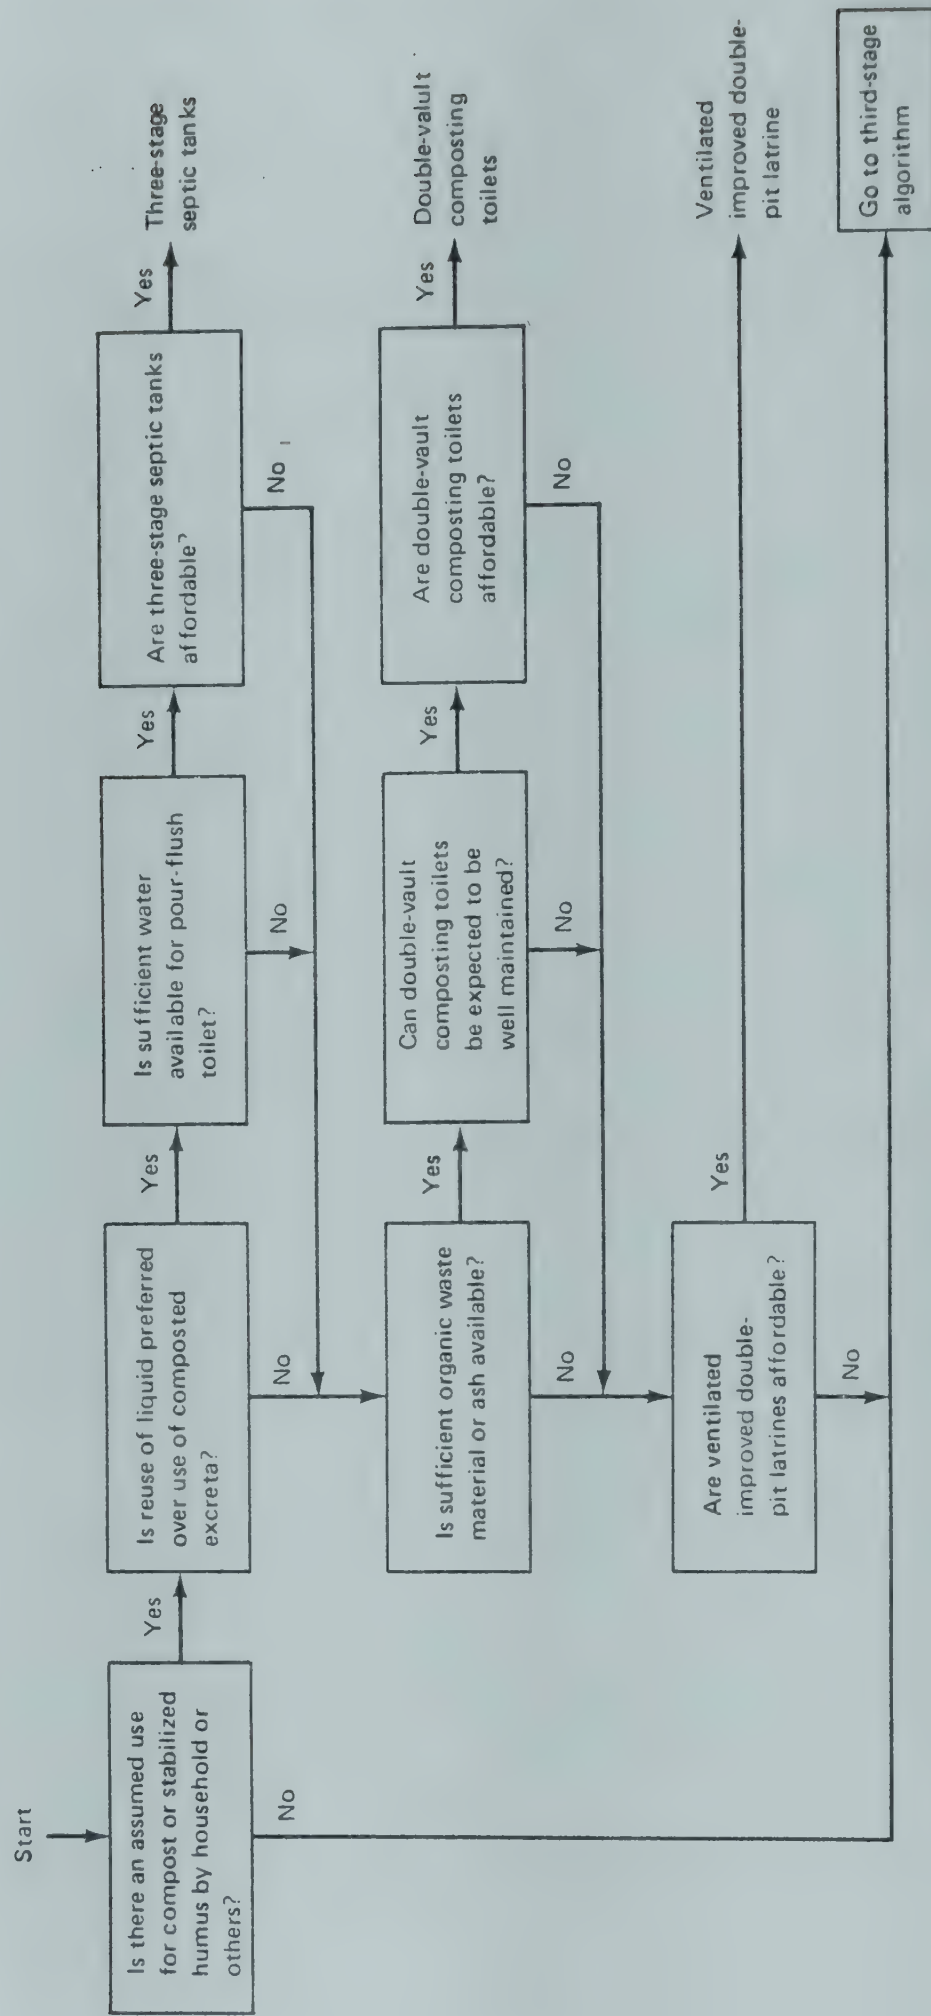 Start
Is there an assumed use
for compost or stabilized
humus by household or
others?
Yes
No
Is reuse of liquid preferred
over use of composted
excreta?
Yes
No
Is sufficient water
available for pour-flush
toilet?
Yes
No
Are three-stage septic tanks
affordable?
Yes
No
Three-stage
septic tanks
Is sufficient organic waste
material or ash available?
Yes
No
Can double-vault
composting toilets
be expected to be
well maintained?
Yes
No
Are double-vault
composting toilets
affordable?
Yes
No
Double-valult
composting
toilets
Are ventilated
improved double-
pit latrines affordable?
Yes
No
Ventilated
improved double-
pit latrine
Go to third-stage
algorithm